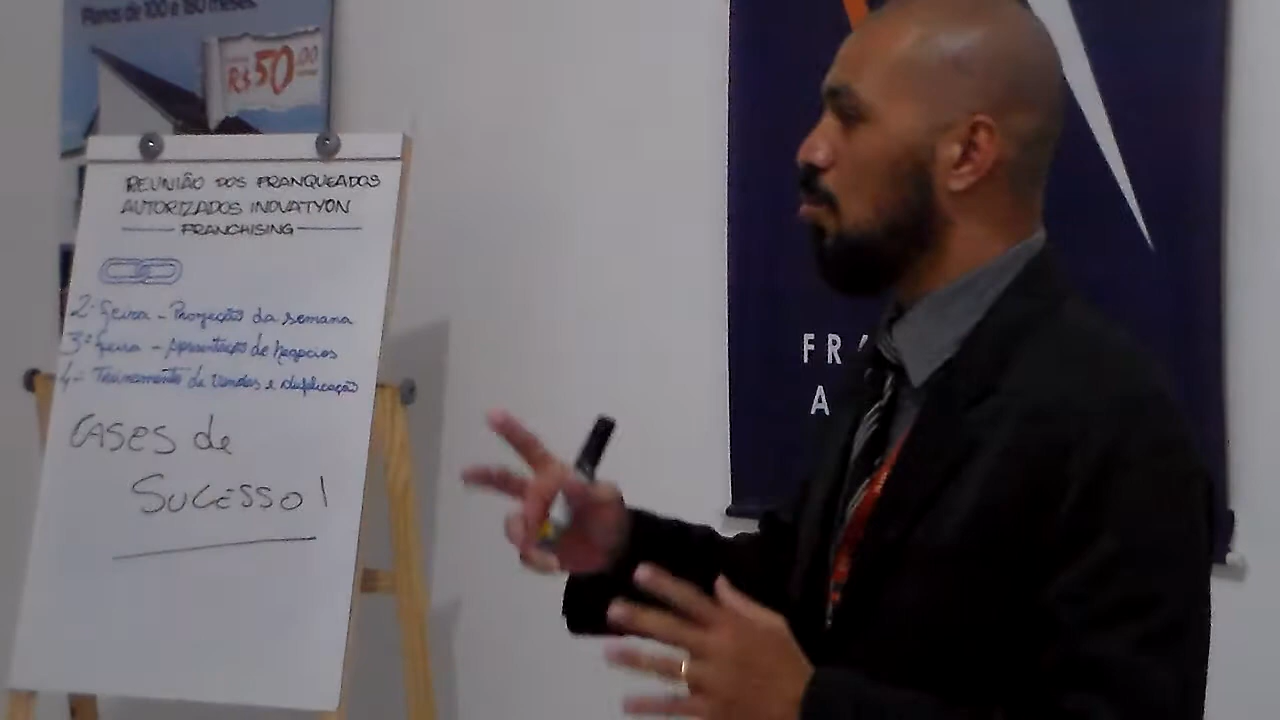 Planos de 100 e 180 meses.
R$50,00
REUNIÃO DOS FRANQUEADOS
AUTORIZADOS INOVATYON
FRANCHISING
2ª feira - Projeção da semana
3ª feira - Apresentação de Negócios
4 - Treinamento de Vendas e duplicação
CASES de
SUCESSO!
FRA
A